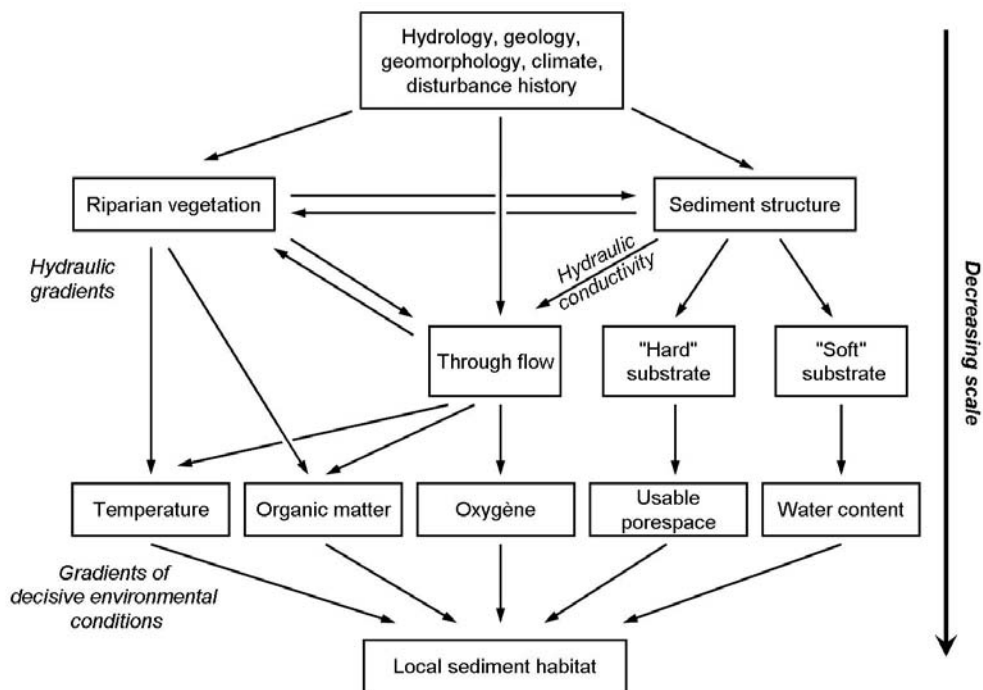 Hydrology, geology,
geomorphology, climate,
disturbance history
Riparian vegetation
Sediment structure
Hydraulic
gradients
Hydraulic
conductivity
Through flow
"Hard"
substrate
"Soft"
substrate
Temperature
Organic matter
Oxygène
Usable
porespace
Water content
Gradients of
decisive environmental
conditions
Local sediment habitat
Decreasing scale